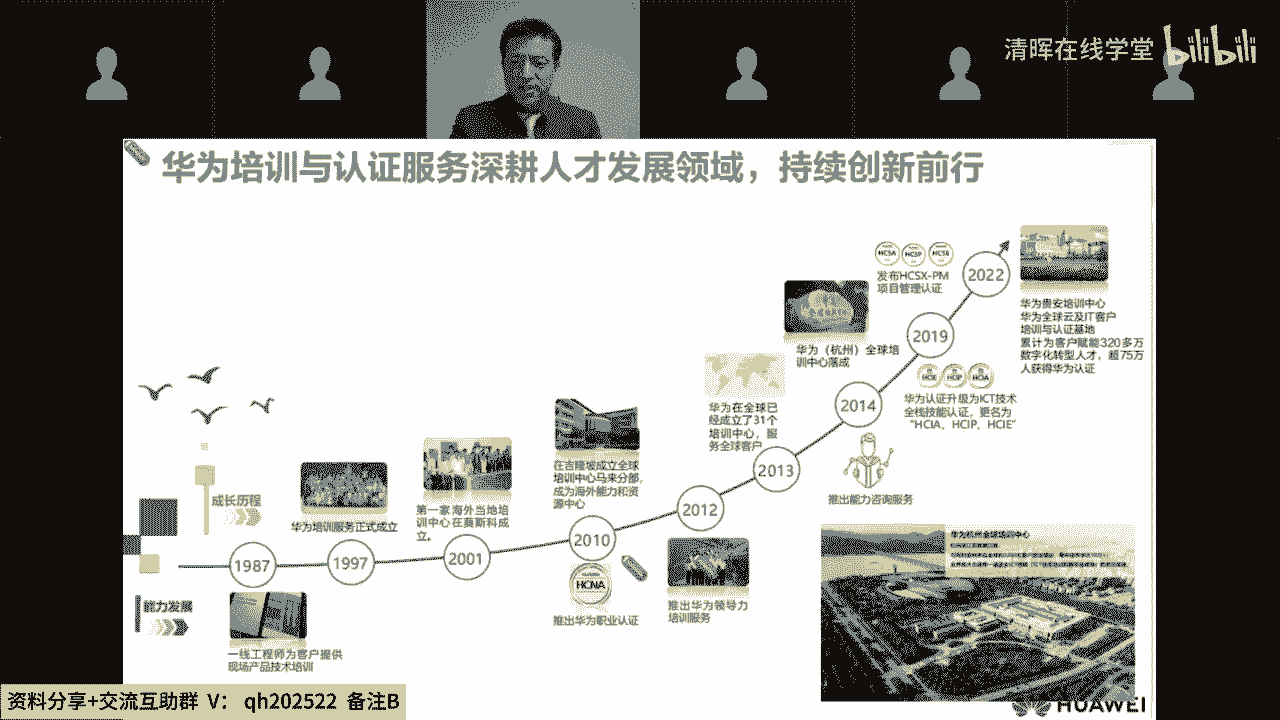 清晖在线学堂 bilibili
华为培训与认证服务深耕人才发展领域，持续创新前行
成长历程
能力发展
1987
一线工程师为客户提供
现场产品技术培训
1997
华为培训服务正式成立
2001
第一家海外当地培
训中心在莫斯科成
立。
2010
在吉隆坡成立全球
培训中心马来分部，
成为海外能力和资
源中心
HCNA
推出华为职业认证
2012
推出华为领导力
培训服务
2013
华为在全球已
经成立了31个
培训中心，服
务全球客户
2014
华为（杭州）全球培
训中心落成
推出能力咨询服务
2019
发布HCSX-PM
项目管理认证
HCIE HCIP HCIA
华为认证升级为ICT技术
全栈技能认证，更名为
“HCIA、HCIP、HCIE”
2022
HCSA HCSP HCSE
华为贵安培训中心
华为全球云及IT客户
培训与认证基地
累计为客户赋能320多万
数字化转型人才，超75万
人获得华为认证
华为杭州全球培训中心
HUAWEI
资料分享+交流互助群 V： qh202522 备注B